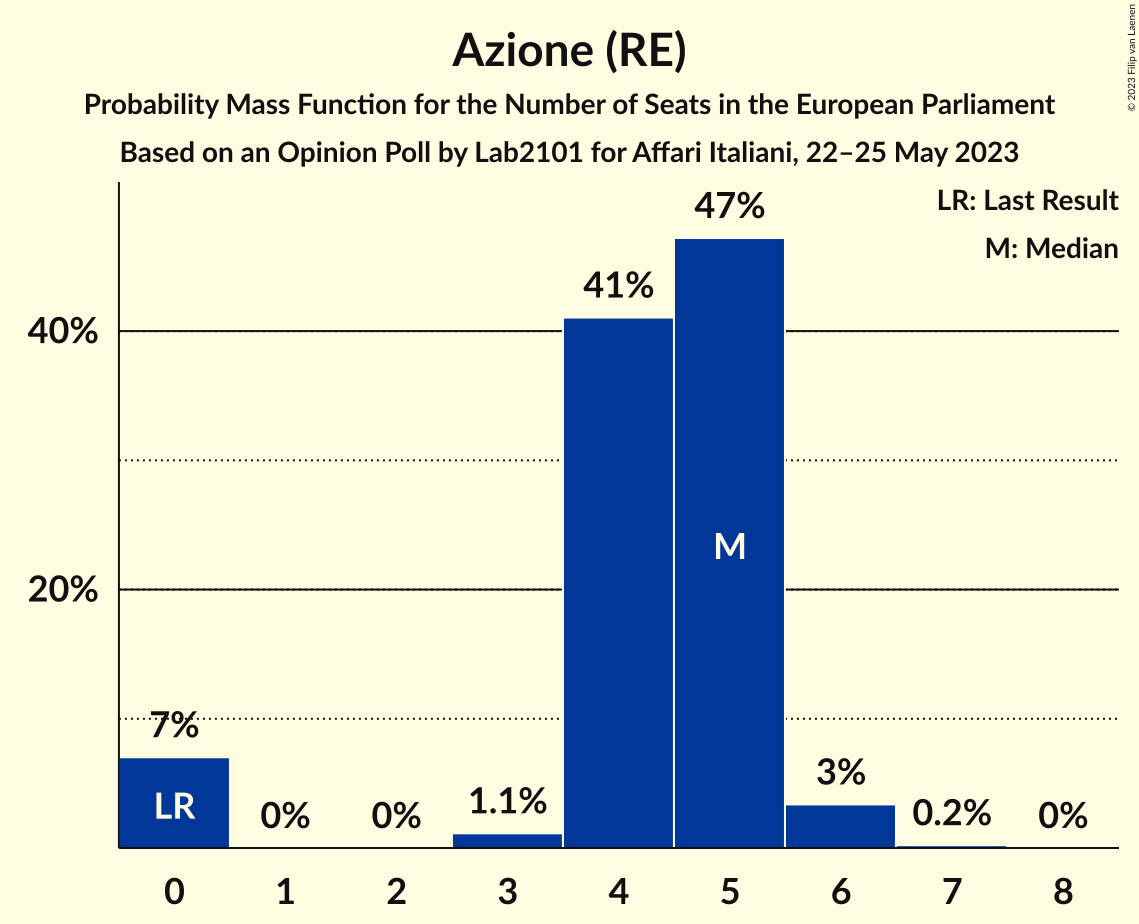 Azione (RE)
Probability Mass Function for the Number of Seats in the European Parliament
Based on an Opinion Poll by Lab2101 for Affari Italiani, 22–25 May 2023
© 2023 Filip van Laenen
LR: Last Result
M: Median
47%
41%
40%
M
20%
7%
LR
0%
0%
1.1%
3%
0.2%
0%
0 1 2 3 4 5 6 7 8